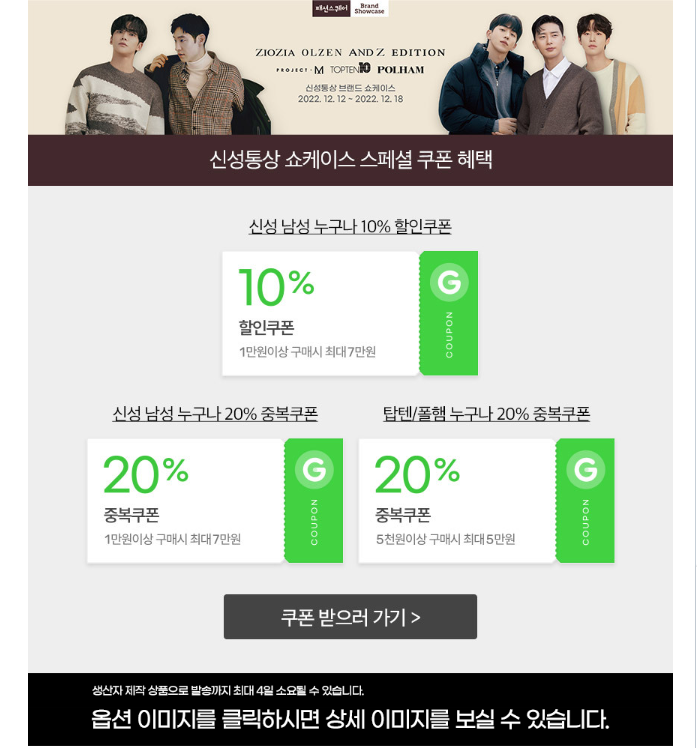 패션스퀘어 Brand Showcase
ZIOZIA OLZEN ANDZ EDITION
PROJECT M TOPTEN10 POLHAM
신성통상 브랜드 쇼케이스
2022. 12. 12 ~ 2022. 12. 18
신성통상 쇼케이스 스페셜 쿠폰 혜택
신성 남성 누구나 10% 할인쿠폰
10%
할인쿠폰
1만원이상 구매시 최대 7만원
G
COUPON
신성 남성 누구나 20% 중복쿠폰
20%
중복쿠폰
1만원이상 구매시 최대 7만원
G
COUPON
탑텐/폴햄 누구나 20% 중복쿠폰
20%
중복쿠폰
5천원이상 구매시 최대 5만원
G
COUPON
쿠폰 받으러 가기 >
생산자 제작 상품으로 발송까지 최대 4일 소요될 수 있습니다.
옵션 이미지를 클릭하시면 상세 이미지를 보실 수 있습니다.